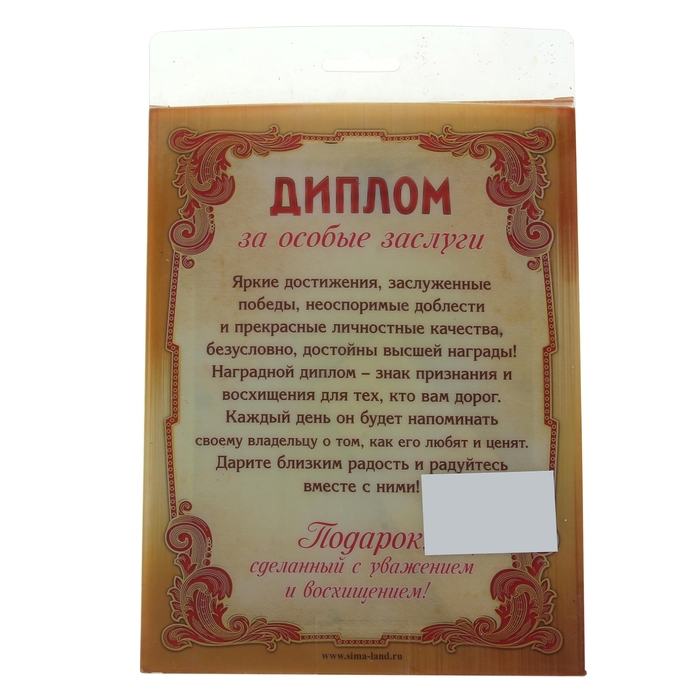 ДИПЛОМ
за особые заслуги
Яркие достижения, заслуженные
победы, неоспоримые доблести
и прекрасные личностные качества,
безусловно, достойны высшей награды!
Наградной диплом – знак признания и
восхищения для тех, кто вам дорог.
Каждый день он будет напоминать
своему владельцу о том, как его любят и ценят.
Дарите близким радость и радуйтесь
вместе с ними!
Подарок,
сделанный с уважением
и восхищением!
www.sima-land.ru